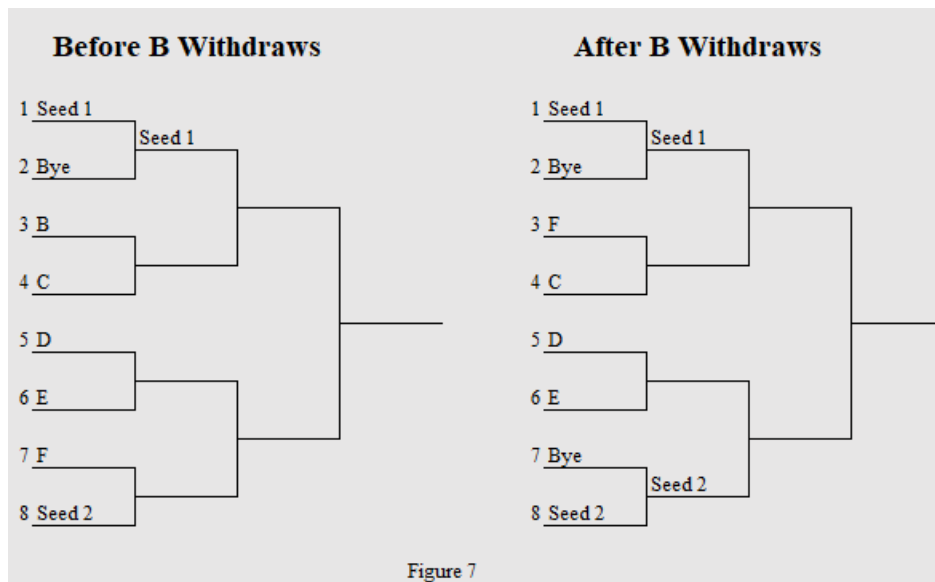 Before B Withdraws
1 Seed 1
Seed 1
2 Bye
3 B
4 C
5 D
6 E
7 F
8 Seed 2
After B Withdraws
1 Seed 1
Seed 1
2 Bye
3 F
4 C
5 D
6 E
7 Bye
Seed 2
8 Seed 2
Figure 7